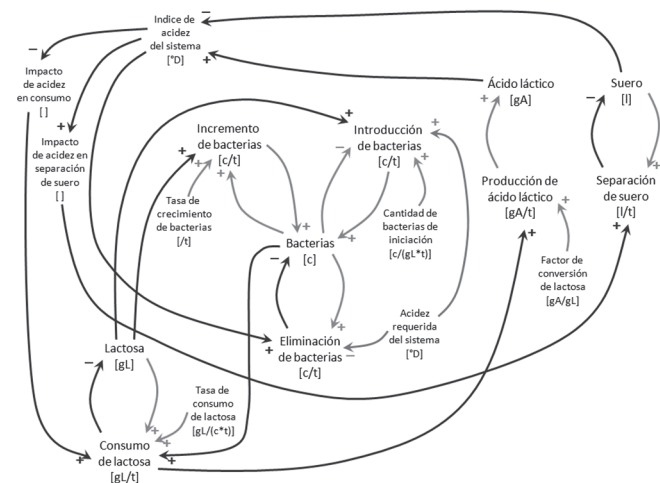 Indice de
acidez
del sistema
[°D]
Impacto
de acidez
en consumo
[ ]
Impacto
de acidez en
separación
de suero
[ ]
Ácido láctico
[gA]
Suero
[l]
Incremento
de bacterias
[c/t]
Introducción
de bacterias
[c/t]
Tasa de
crecimiento
de bacterias
[/t]
Cantidad de
bacterias de
iniciación
[c/(gL*t)]
Producción de
ácido láctico
[gA/t]
Separación
de suero
[l/t]
Bacterias
[c]
Factor de
conversión
de lactosa
[gA/gL]
Eliminación
de bacterias
[c/t]
Acidez
requerida
del sistema
[°D]
Lactosa
[gL]
Tasa de
consumo
de lactosa
[gL/(c*t)]
Consumo
de lactosa
[gL/t]